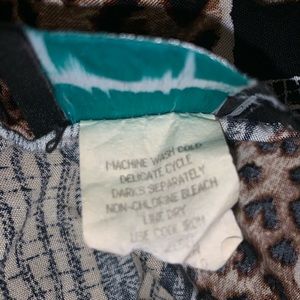 MACHINE WASH COLD
DELICATE CYCLE
DARKS SEPARATELY
NON-CHLORINE BLEACH
LINE DRY
USE COOL IRON